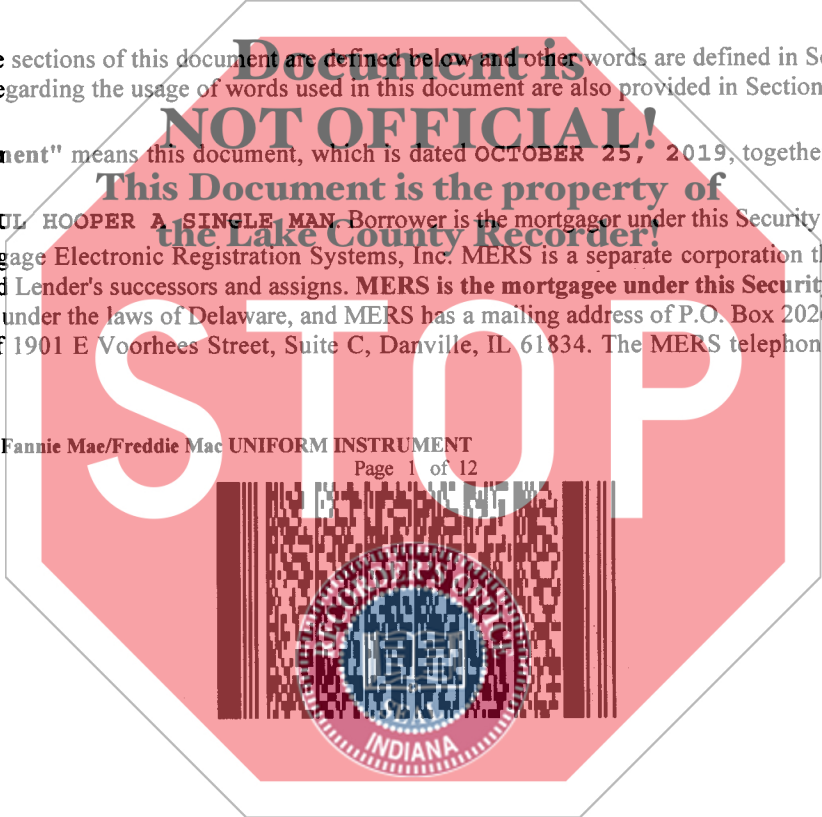 sections of this document are defined below and other words are defined in
Document is
regarding the usage of words used in this document are also provided in Section
NOT OFFICIAL!
ment" means this document, which is dated OCTOBER 25, 2019, together
This Document is the property of
HOOPER A SINGLE MAN. Borrower is the mortgagor under this Security
the Lake County Recorder!
gage Electronic Registration Systems, Inc. MERS is a separate corporation
Lender's successors and assigns. MERS is the mortgagee under this Security
under the laws of Delaware, and MERS has a mailing address of P.O. Box 202
1901 E Voorhees Street, Suite C, Danville, IL 61834. The MERS telephon
STOP
Fannie Mae/Freddie Mac UNIFORM INSTRUMENT
Page 1 of 12
RECORDER'S OFFICE
SEAL
INDIANA